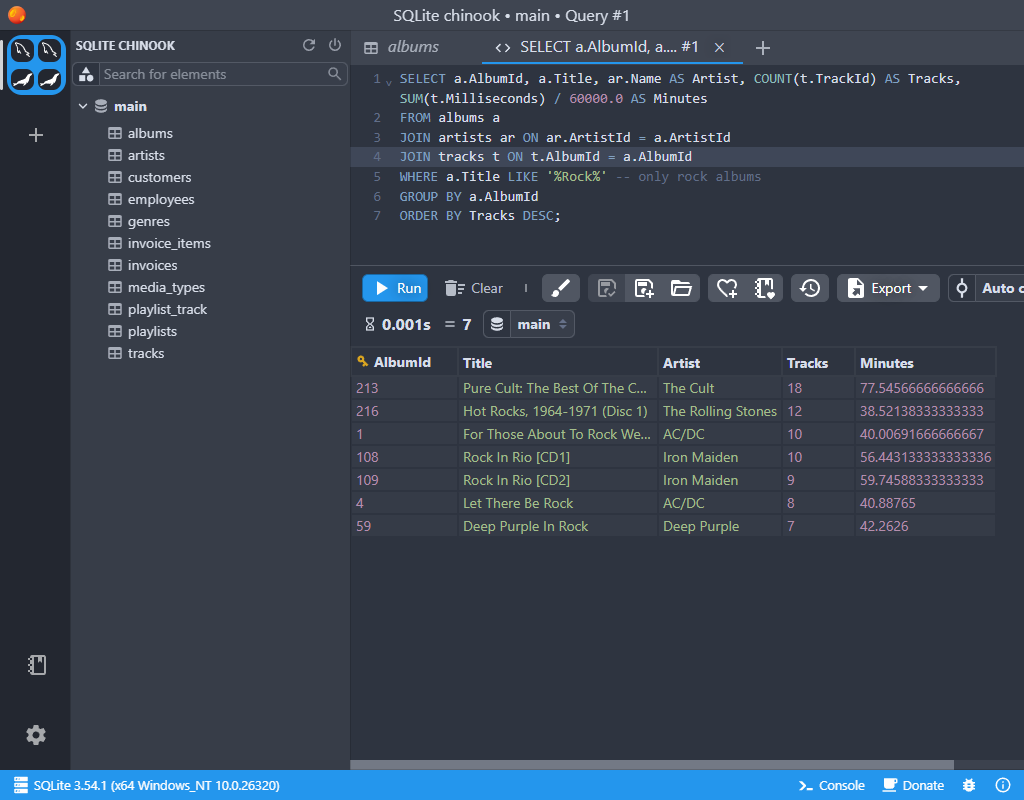 SQLite chinook • main • Query #1
SQLITE CHINOOK
Search for elements
main
albums
artists
customers
employees
genres
invoice_items
invoices
media_types
playlist_track
playlists
tracks
albums
SELECT a.AlbumId, a.... #1
1 SELECT a.AlbumId, a.Title, ar.Name AS Artist, COUNT(t.TrackId) AS Tracks,
SUM(t.Milliseconds) / 60000.0 AS Minutes
2 FROM albums a
3 JOIN artists ar ON ar.ArtistId = a.ArtistId
4 JOIN tracks t ON t.AlbumId = a.AlbumId
5 WHERE a.Title LIKE '%Rock%' -- only rock albums
6 GROUP BY a.AlbumId
7 ORDER BY Tracks DESC;
Run Clear Export Auto c
0.001s = 7 main
AlbumId Title Artist Tracks Minutes
213 Pure Cult: The Best Of The C... The Cult 18 77.54566666666666
216 Hot Rocks, 1964-1971 (Disc 1) The Rolling Stones 12 38.52138333333333
1 For Those About To Rock We... AC/DC 10 40.00691666666667
108 Rock In Rio [CD1] Iron Maiden 10 56.443133333333336
109 Rock In Rio [CD2] Iron Maiden 9 59.74588333333333
4 Let There Be Rock AC/DC 8 40.88765
59 Deep Purple In Rock Deep Purple 7 42.2626
SQLite 3.54.1 (x64 Windows_NT 10.0.26320)
Console Donate